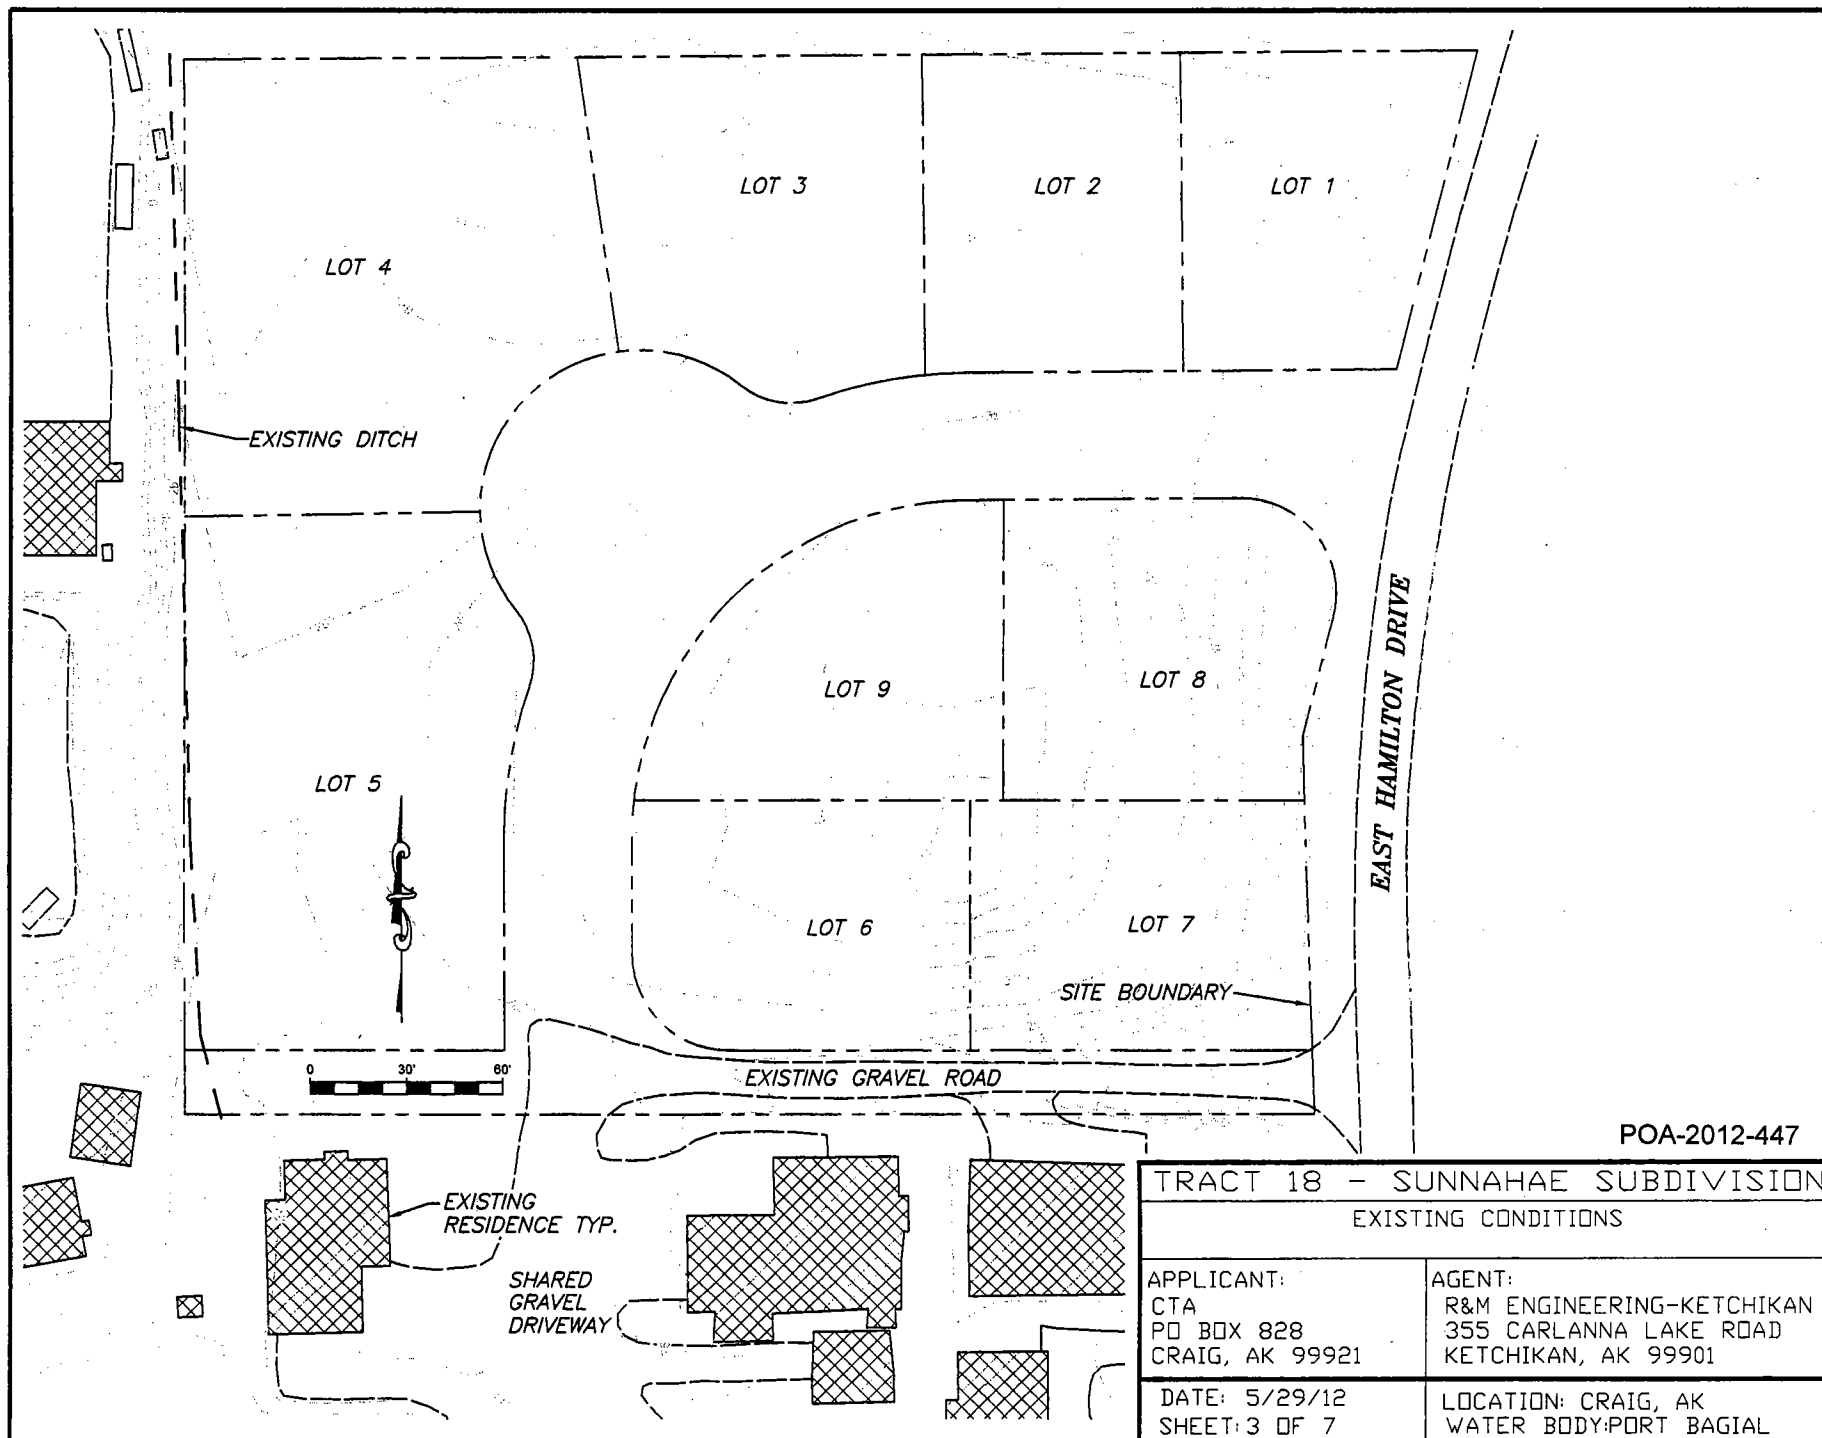 LOT 3
LOT 2
LOT 1
LOT 4
EXISTING DITCH
LOT 9
LOT 8
EAST HAMILTON DRIVE
LOT 5
LOT 6
LOT 7
SITE BOUNDARY
0 30' 60'
EXISTING GRAVEL ROAD
EXISTING
RESIDENCE TYP.
SHARED
GRAVEL
DRIVEWAY
POA-2012-447
TRACT 18 - SUNNAHAE SUBDIVISION
EXISTING CONDITIONS
APPLICANT:
CTA
PO BOX 828
CRAIG, AK 99921
AGENT:
R&M ENGINEERING-KETCHIKAN
355 CARLANNA LAKE ROAD
KETCHIKAN, AK 99901
DATE: 5/29/12
SHEET: 3 OF 7
LOCATION: CRAIG, AK
WATER BODY:PORT BAGIAL